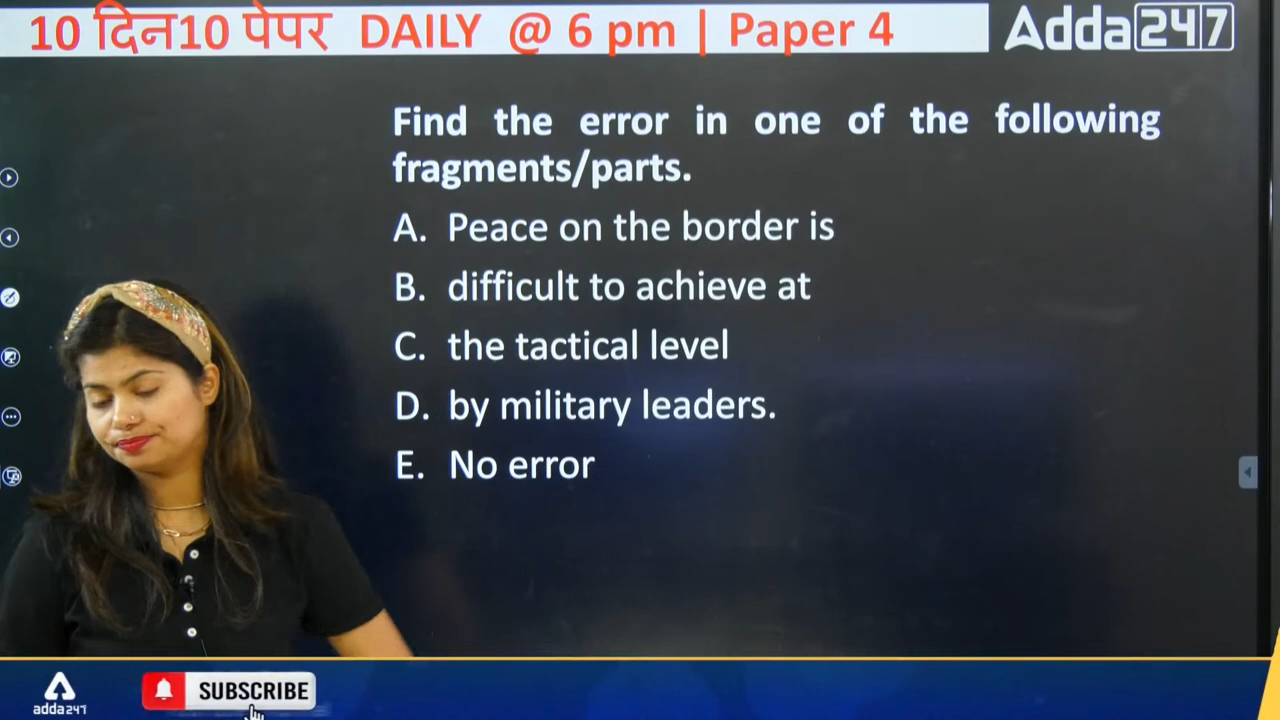 10 दिन10 पेपर DAILY @ 6 pm | Paper 4
Adda247
Find the error in one of the following
fragments/parts.
A. Peace on the border is
B. difficult to achieve at
C. the tactical level
D. by military leaders.
E. No error
adda247
SUBSCRIBE